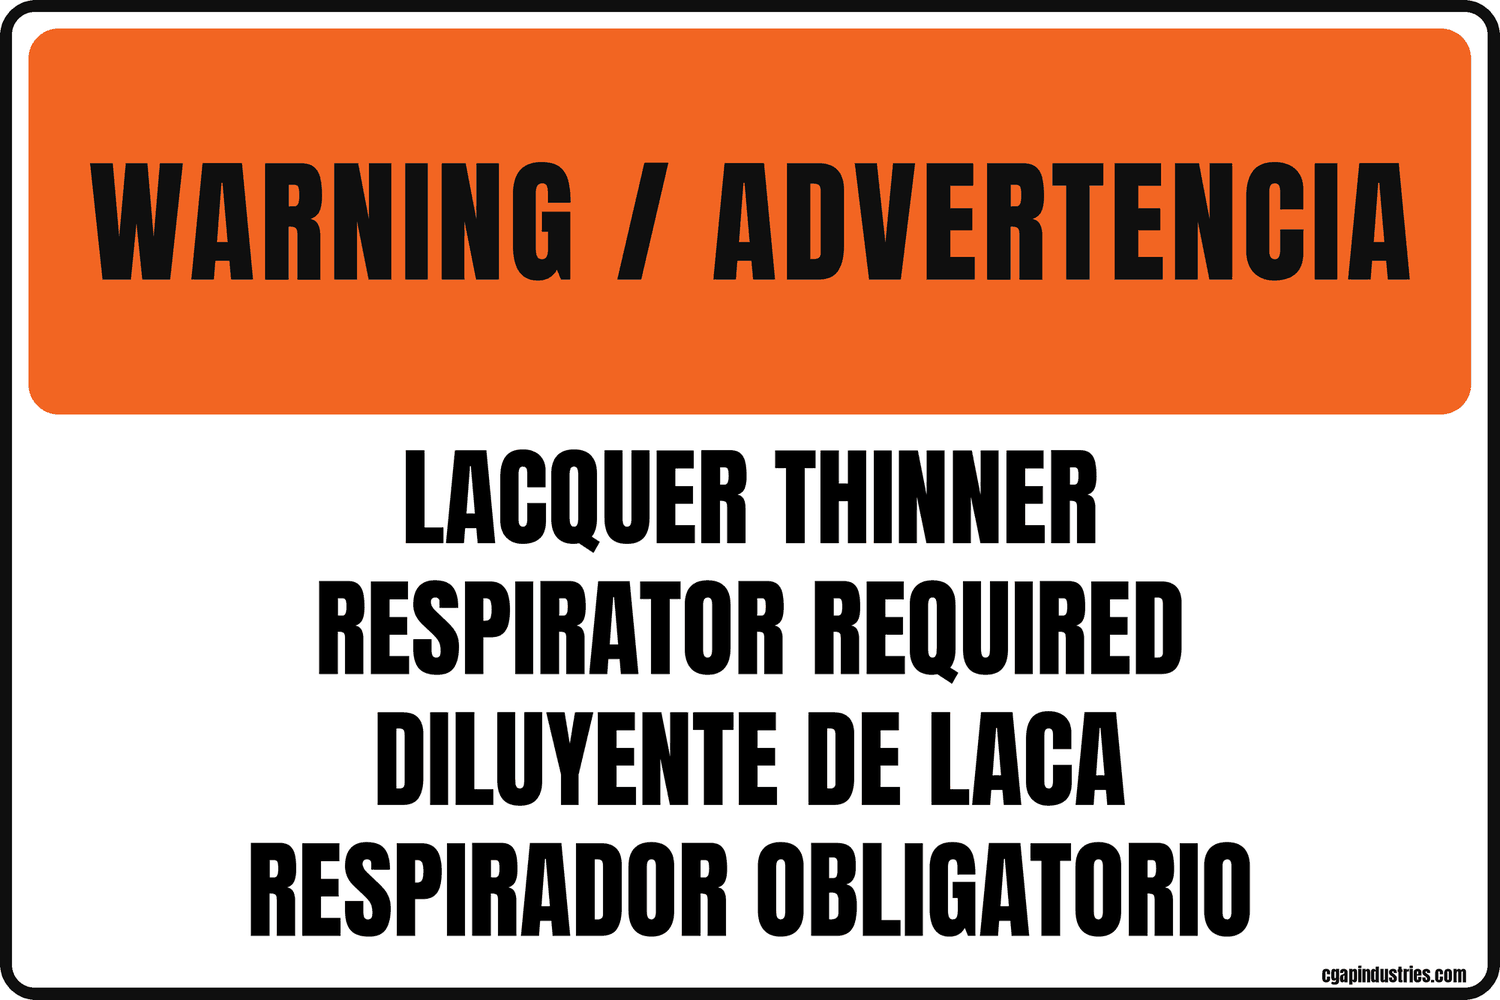 WARNING / ADVERTENCIA
LACQUER THINNER
RESPIRATOR REQUIRED
DILUYENTE DE LACA
RESPIRADOR OBLIGATORIO
cgapindustries.com